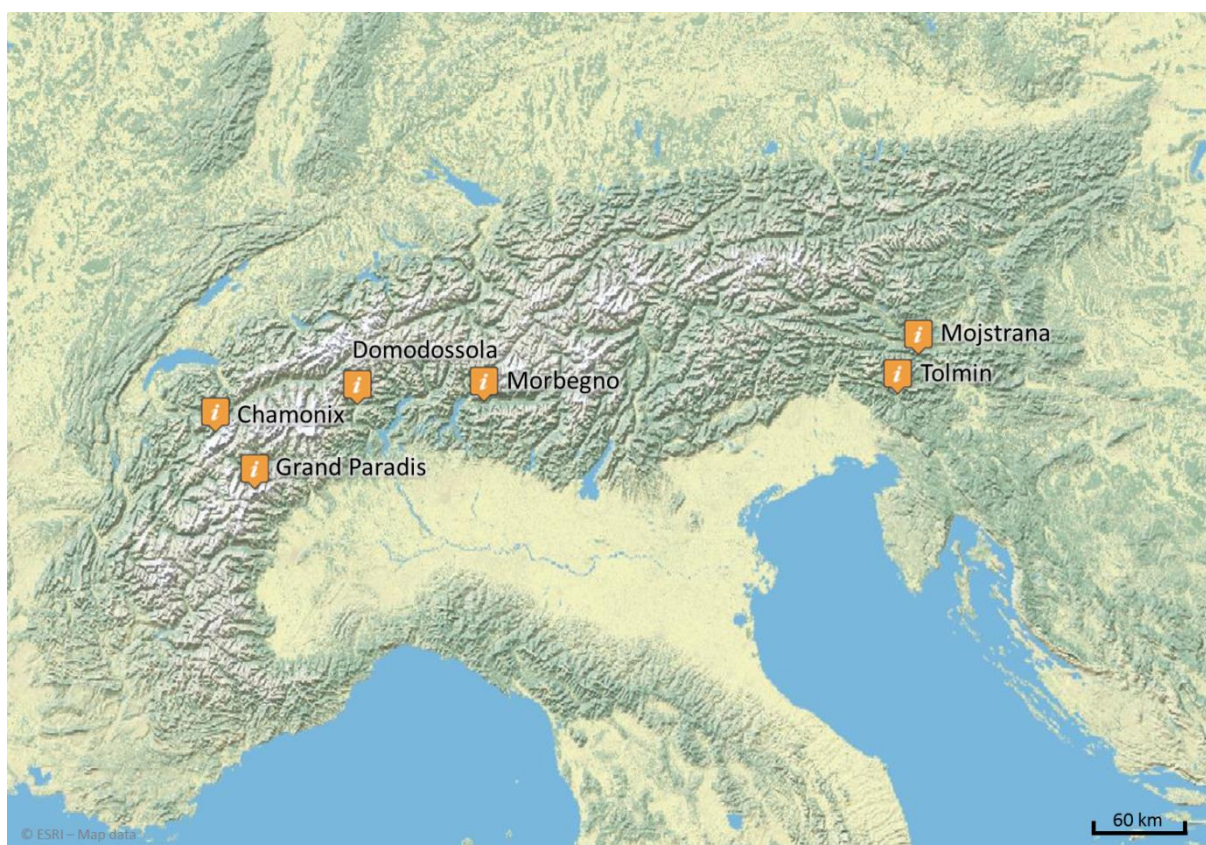 Mojstrana
Domodossola
Morbegno
Tolmin
Chamonix
Grand Paradis
60 km
© ESRI – Map data